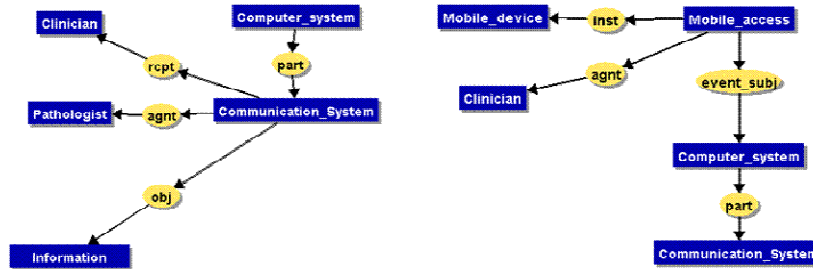 Computer_system
Clinician
part
rcpt
Pathologist
agnt
Communication_System
obj
Information
Mobile_device
inst
Mobile_access
agnt
event_subj
Clinician
Computer_system
part
Communication_System